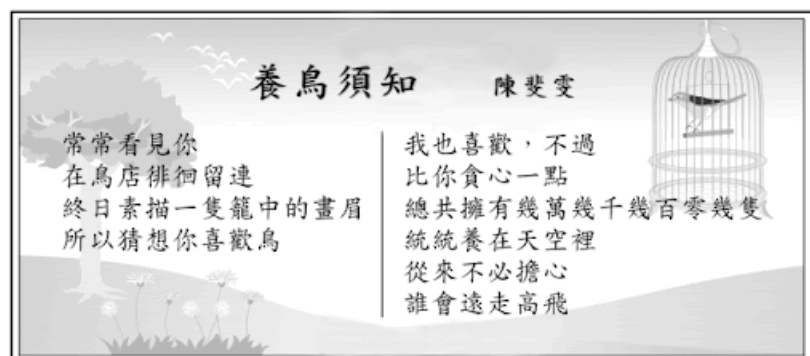 養鳥須知 陳斐雯
常常看見你
在鳥店徘徊留連
終日素描一隻籠中的畫眉
所以猜想你喜歡鳥
我也喜歡，不過
比你貪心一點
總共擁有幾萬幾千幾百零幾隻
統統養在天空裡
從來不必擔心
誰會遠走高飛